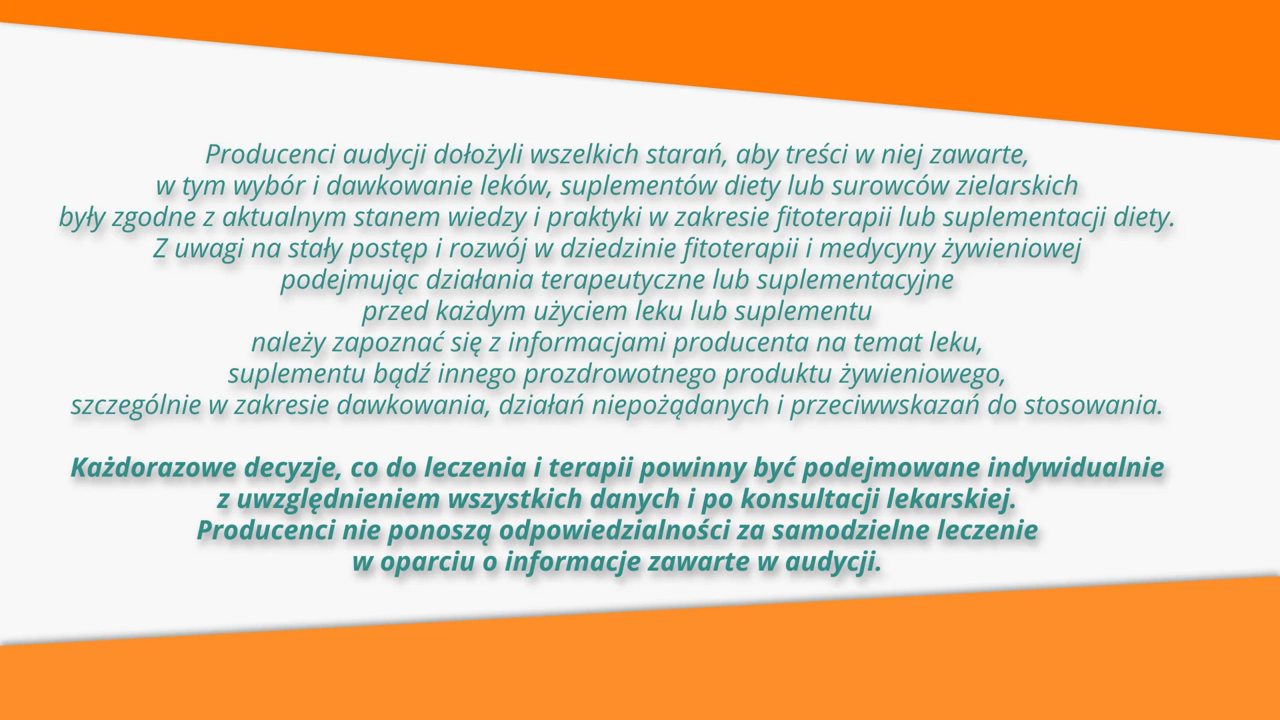 Producenci audycji dołożyli wszelkich starań, aby treści w niej zawarte,
w tym wybór i dawkowanie leków, suplementów diety lub surowców zielarskich
były zgodne z aktualnym stanem wiedzy i praktyki w zakresie fitoterapii lub suplementacji diety.
Z uwagi na stały postęp i rozwój w dziedzinie fitoterapii i medycyny żywieniowej
podejmując działania terapeutyczne lub suplementacyjne
przed każdym użyciem leku lub suplementu
należy zapoznać się z informacjami producenta na temat leku,
suplementu bądź innego prozdrowotnego produktu żywieniowego,
szczególnie w zakresie dawkowania, działań niepożądanych i przeciwwskazań do stosowania.
Każdorazowe decyzje, co do leczenia i terapii powinny być podejmowane indywidualnie
z uwzględnieniem wszystkich danych i po konsultacji lekarskiej.
Producenci nie ponoszą odpowiedzialności za samodzielne leczenie
w oparciu o informacje zawarte w audycji.